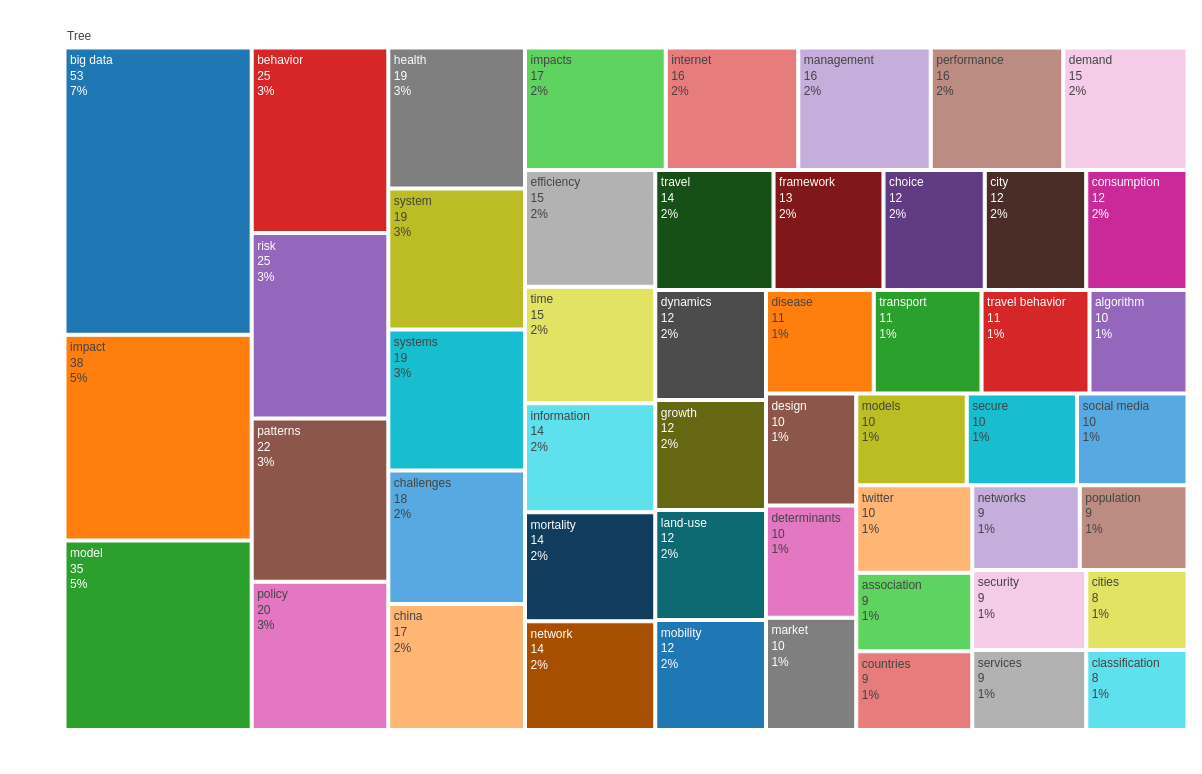 Tree
big data
53
7%
impact
38
5%
model
35
5%
behavior
25
3%
risk
25
3%
patterns
22
3%
policy
20
3%
health
19
3%
system
19
3%
systems
19
3%
challenges
18
2%
china
17
2%
impacts
17
2%
internet
16
2%
management
16
2%
performance
16
2%
demand
15
2%
efficiency
15
2%
time
15
2%
information
14
2%
mortality
14
2%
network
14
2%
travel
14
2%
framework
13
2%
choice
12
2%
city
12
2%
consumption
12
2%
dynamics
12
2%
growth
12
2%
land-use
12
2%
mobility
12
2%
disease
11
1%
transport
11
1%
travel behavior
11
1%
algorithm
10
1%
design
10
1%
determinants
10
1%
market
10
1%
models
10
1%
secure
10
1%
social media
10
1%
twitter
10
1%
association
9
1%
countries
9
1%
networks
9
1%
population
9
1%
security
9
1%
services
9
1%
cities
8
1%
classification
8
1%